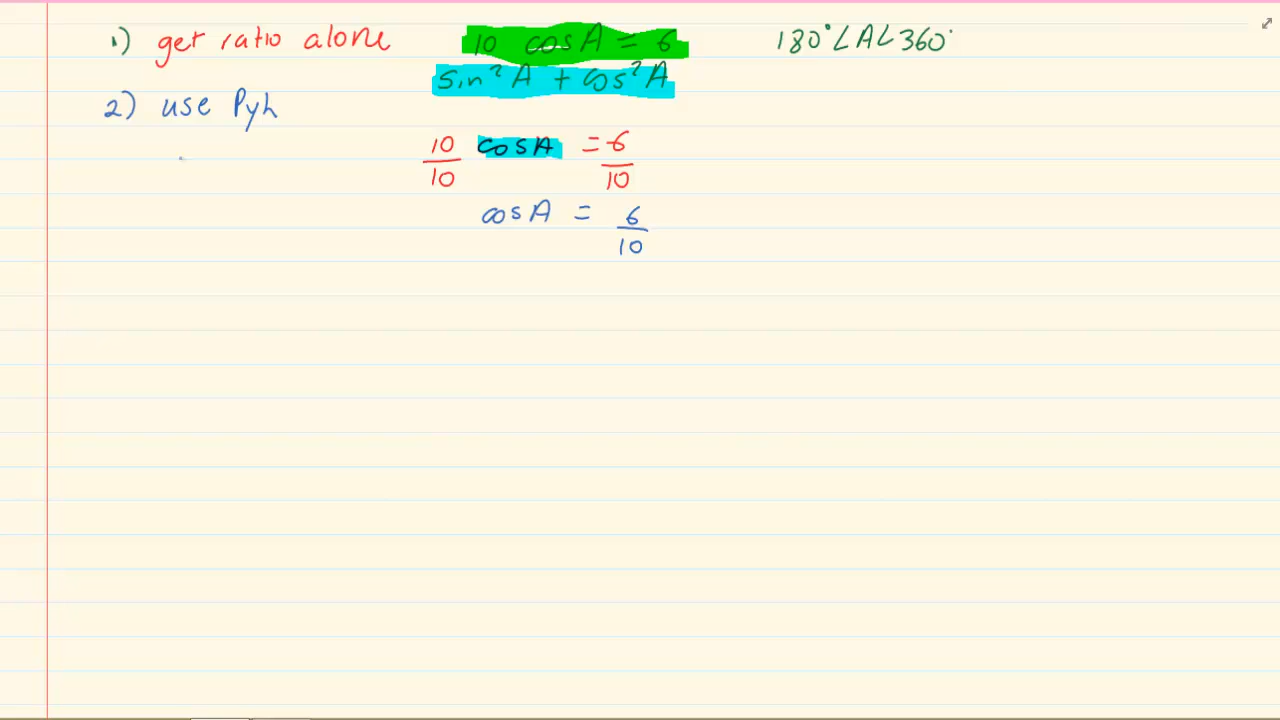 1) get ratio alone 10 cosA = 6 180°<A<360°
sin²A + cos²A
2) use Pyh
10/10 cosA = 6/10
cosA = 6/10